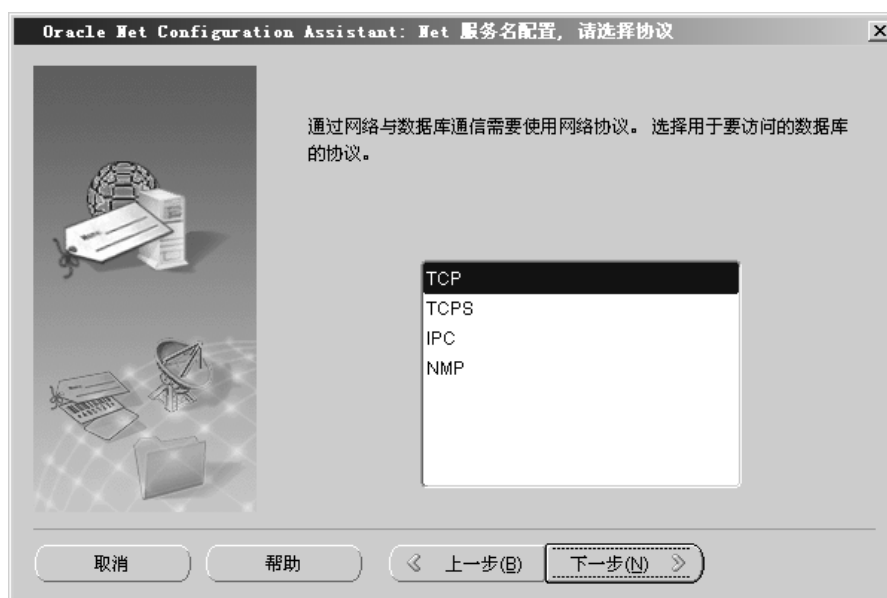 Oracle Net Configuration Assistant: Net 服务名配置, 请选择协议
通过网络与数据库通信需要使用网络协议。 选择用于要访问的数据库
的协议。
TCP
TCPS
IPC
NMP
取消
帮助
上一步(B)
下一步(N)